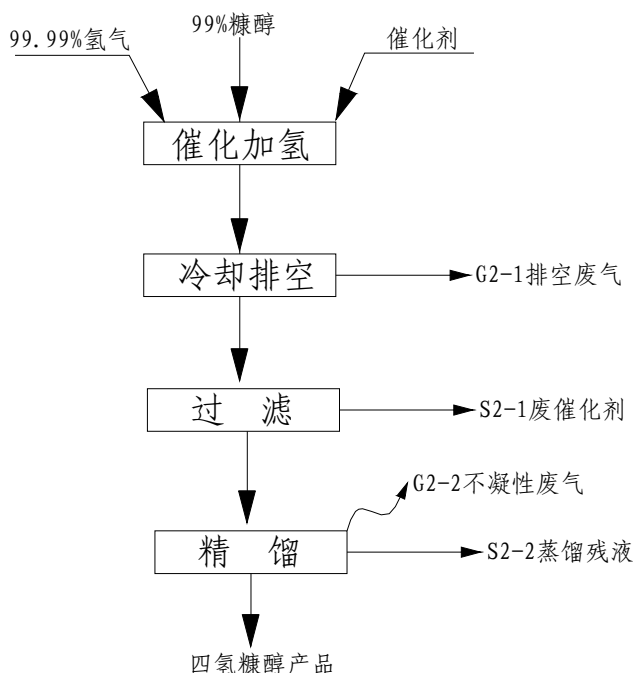 99.99%氢气
99%糠醇
催化剂
催化加氢
冷却排空
G2-1排空废气
过 滤
S2-1废催化剂
G2-2不凝性废气
精 馏
S2-2蒸馏残液
四氢糠醇产品